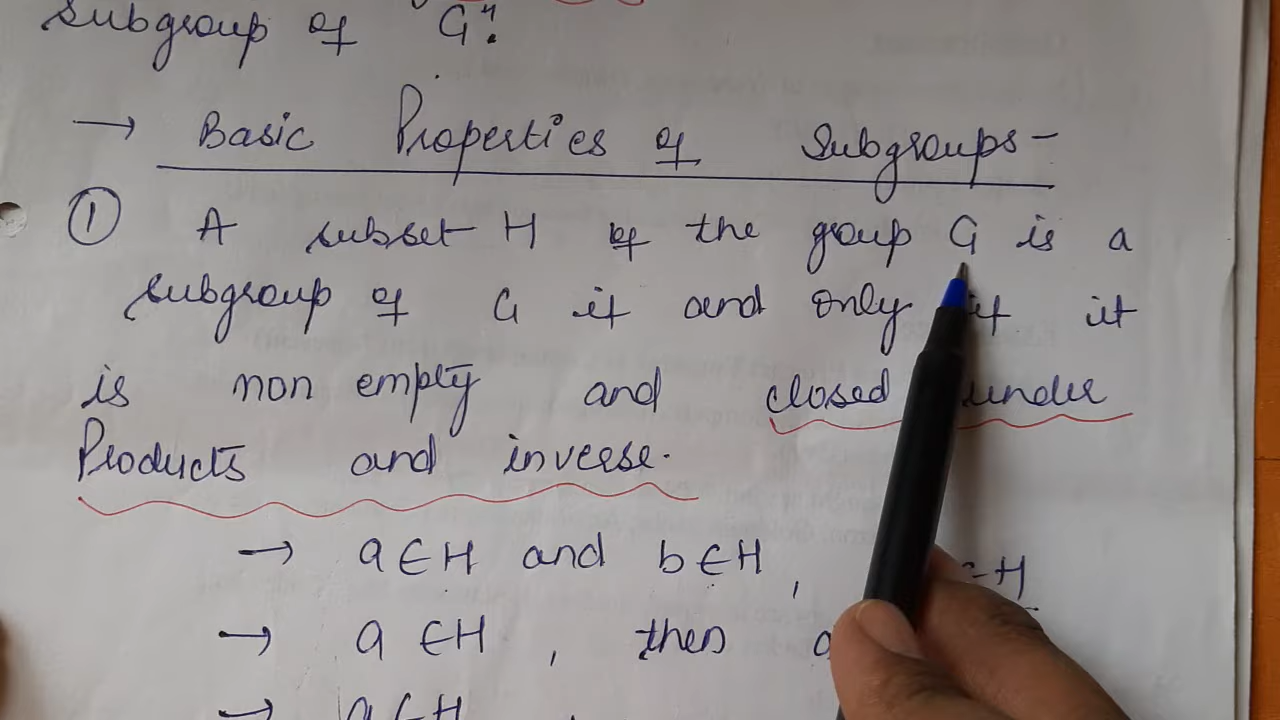 Subgroup of G".
→ Basic Properties of Subgroups-
① A subset H of the group G is a
subgroup of G if and only if it
is non empty and closed under
Products and inverse.
→ a∈H and b∈H, ∈H
→ a∈H, then a
→ a∈H,